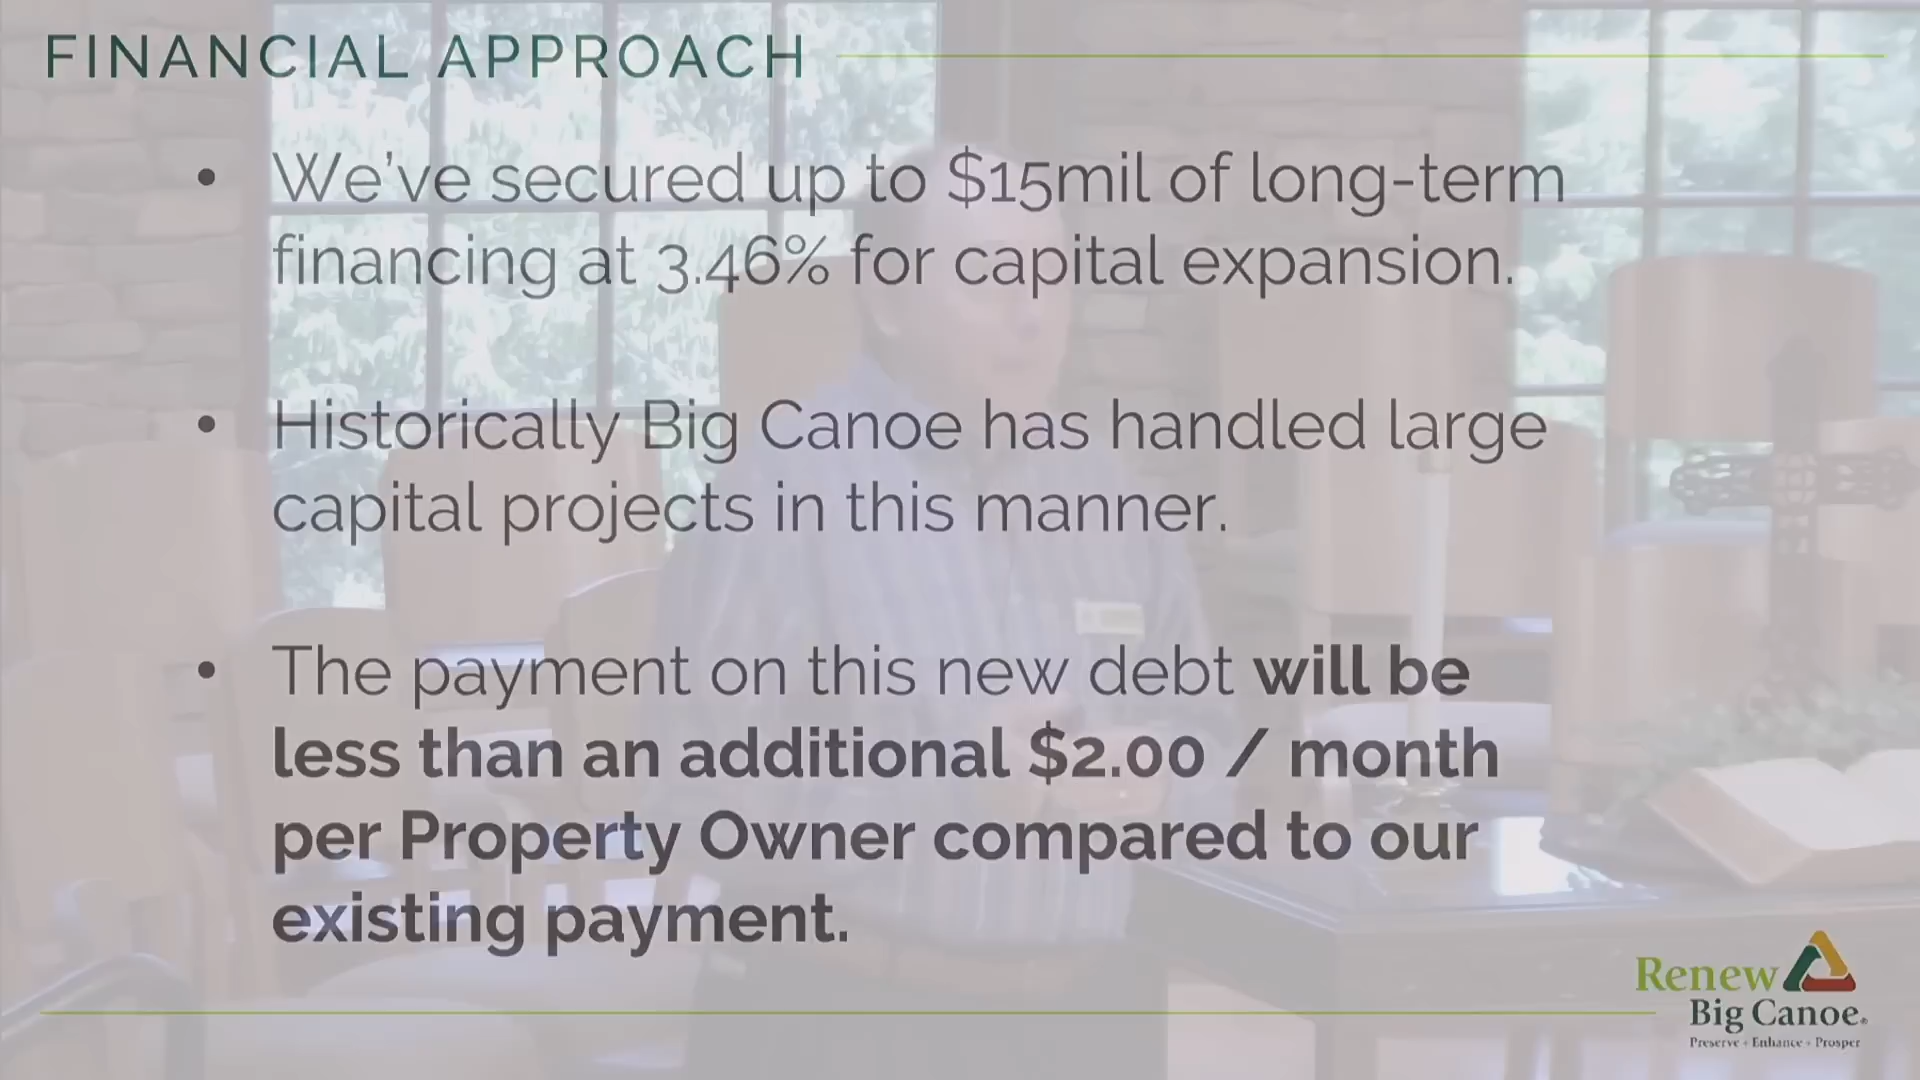 FINANCIAL APPROACH
• We've secured up to $15mil of long-term
financing at 3.46% for capital expansion.
• Historically Big Canoe has handled large
capital projects in this manner.
• The payment on this new debt will be
less than an additional $2.00 / month
per Property Owner compared to our
existing payment.
Renew
Big Canoe®
Preserve • Enhance • Prosper